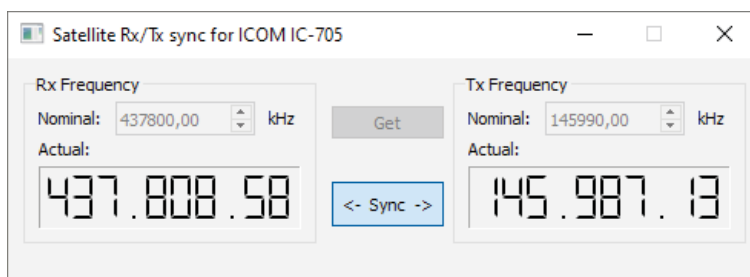 Satellite Rx/Tx sync for ICOM IC-705
Rx Frequency
Nominal: 437800,00 kHz
Actual:
437.808.58
Get
<- Sync ->
Tx Frequency
Nominal: 145990,00 kHz
Actual:
145.987.13